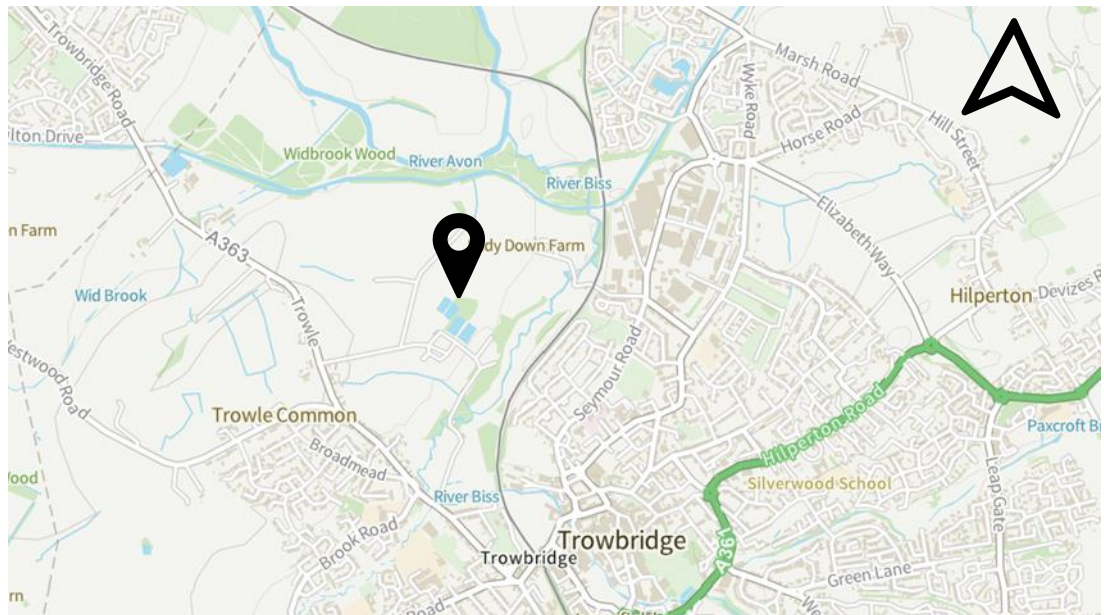 Trowbridge Road
Marsh Road
Wyke Road
Hill Street
Horse Road
Widbrook Wood
River Avon
River Biss
Elizabeth Way
A363
dy Down Farm
n Farm
Wid Brook
Trowle
Hilperton
Devizes R
Seymour Road
Trowle Common
Broadmead
Hilperton Road
Paxcroft B
ood
Silverwood School
Leap Gate
River Biss
Brook Road
Trowbridge
Trowbridge
A361
Green Lane
rn